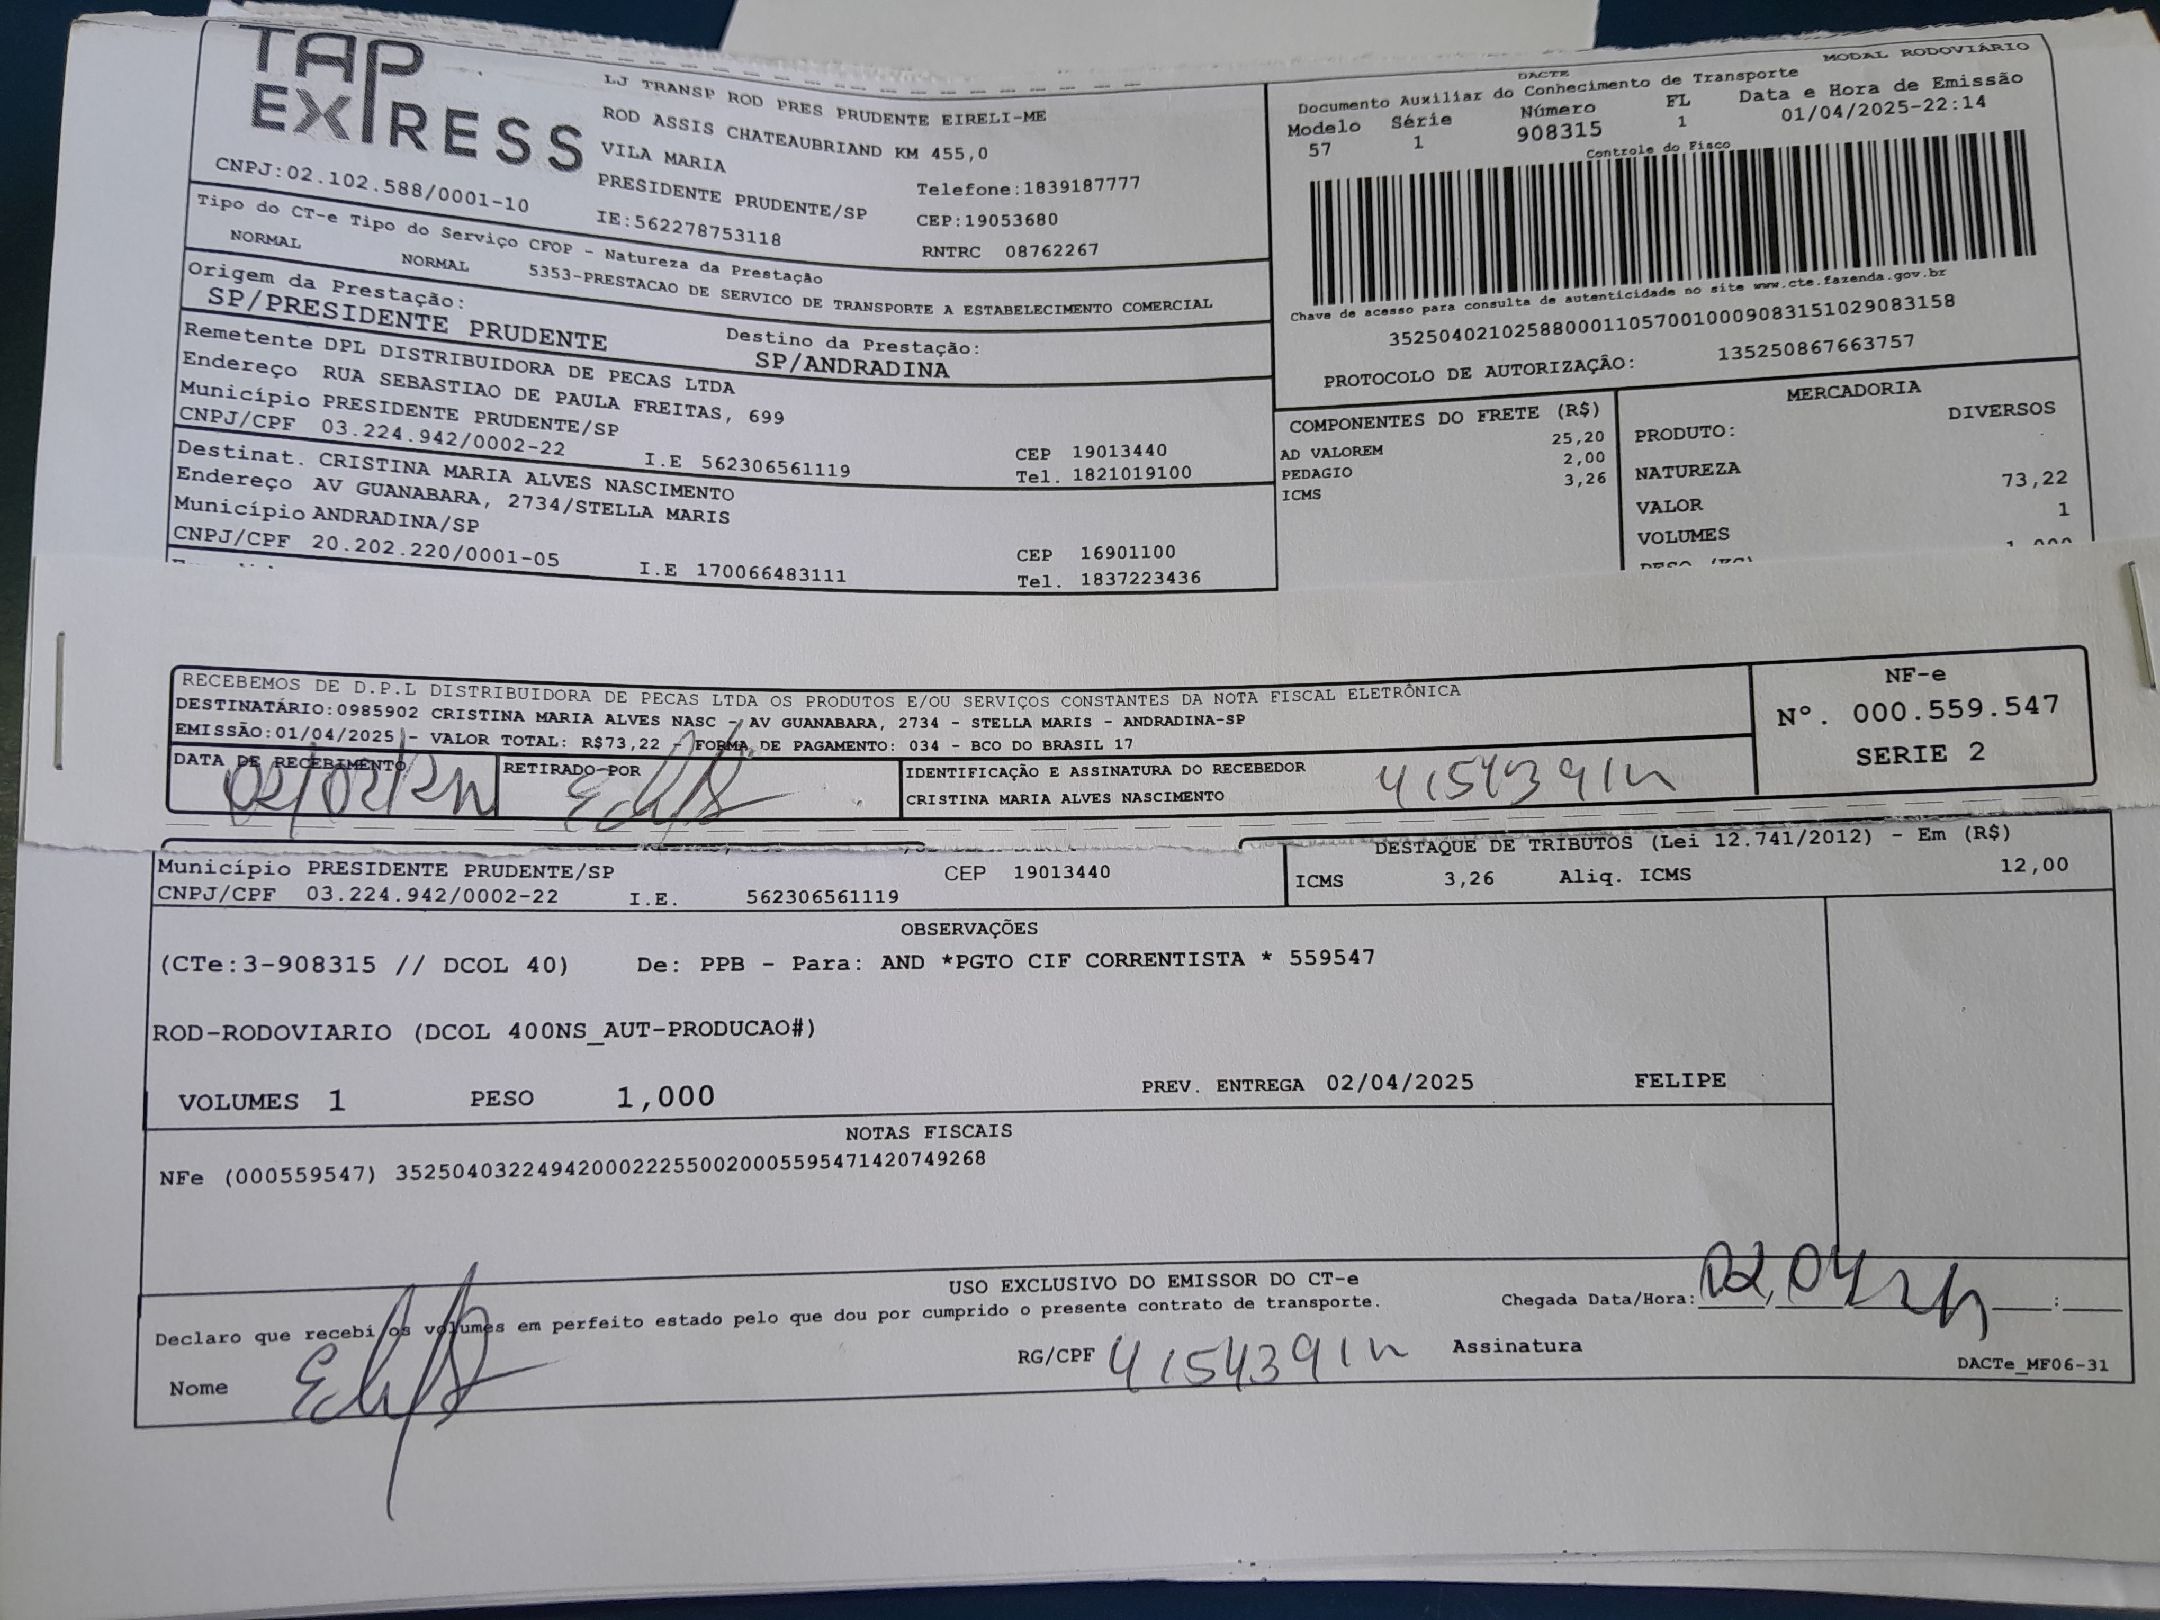 TAP
EXPRESS
CNPJ:02.102.588/0001-10
LJ TRANSP ROD PRES PRUDENTE EIRELI-ME
ROD ASSIS CHATEAUBRIAND KM 455,0
VILA MARIA
PRESIDENTE PRUDENTE/SP
IE:562278753118
Telefone:1839187777
CEP:19053680
RNTRC 08762267
MODAL RODOVIÁRIO
DACTE
Documento Auxiliar do Conhecimento de Transporte
Modelo Série Número FL Data e Hora de Emissão
57 1 908315 1 01/04/2025-22:14
Controle do Fisco
Chave de acesso para consulta de autenticidade no site www.cte.fazenda.gov.br
35250402102588000110570010009083151029083158
PROTOCOLO DE AUTORIZAÇÃO: 135250867663757
Tipo do CT-e Tipo do Serviço CFOP - Natureza da Prestação
NORMAL NORMAL 5353-PRESTACAO DE SERVICO DE TRANSPORTE A ESTABELECIMENTO COMERCIAL
Origem da Prestação:
SP/PRESIDENTE PRUDENTE
Destino da Prestação:
SP/ANDRADINA
Remetente DPL DISTRIBUIDORA DE PECAS LTDA
Endereço RUA SEBASTIAO DE PAULA FREITAS, 699
Município PRESIDENTE PRUDENTE/SP CEP 19013440
CNPJ/CPF 03.224.942/0002-22 I.E 562306561119 Tel. 1821019100
Destinat. CRISTINA MARIA ALVES NASCIMENTO
Endereço AV GUANABARA, 2734/STELLA MARIS
Município ANDRADINA/SP CEP 16901100
CNPJ/CPF 20.202.220/0001-05 I.E 170066483111 Tel. 1837223436
COMPONENTES DO FRETE (R$)
AD VALOREM 25,20
PEDAGIO 2,00
ICMS 3,26
MERCADORIA
PRODUTO: DIVERSOS
NATUREZA
VALOR 73,22
VOLUMES 1
RECEBEMOS DE D.P.L DISTRIBUIDORA DE PECAS LTDA OS PRODUTOS E/OU SERVIÇOS CONSTANTES DA NOTA FISCAL ELETRÔNICA
DESTINATÁRIO:0985902 CRISTINA MARIA ALVES NASC - AV GUANABARA, 2734 - STELLA MARIS - ANDRADINA-SP
EMISSÃO:01/04/2025 - VALOR TOTAL: R$73,22 - FORMA DE PAGAMENTO: 034 - BCO DO BRASIL 17
DATA DE RECEBIMENTO
RETIRADO POR
IDENTIFICAÇÃO E ASSINATURA DO RECEBEDOR
CRISTINA MARIA ALVES NASCIMENTO
NF-e
Nº. 000.559.547
SERIE 2
Município PRESIDENTE PRUDENTE/SP CEP 19013440
CNPJ/CPF 03.224.942/0002-22 I.E. 562306561119
DESTAQUE DE TRIBUTOS (Lei 12.741/2012) - Em (R$)
ICMS 3,26 Aliq. ICMS 12,00
OBSERVAÇÕES
(CTe:3-908315 // DCOL 40) De: PPB - Para: AND *PGTO CIF CORRENTISTA * 559547
ROD-RODOVIARIO (DCOL 400NS_AUT-PRODUCAO#)
VOLUMES 1 PESO 1,000 PREV. ENTREGA 02/04/2025 FELIPE
NOTAS FISCAIS
NFe (000559547) 35250403224942000222550020005595471420749268
USO EXCLUSIVO DO EMISSOR DO CT-e
Declaro que recebi os volumes em perfeito estado pelo que dou por cumprido o presente contrato de transporte.
Chegada Data/Hora: 02,04
Nome RG/CPF Assinatura
DACTe_MF06-31